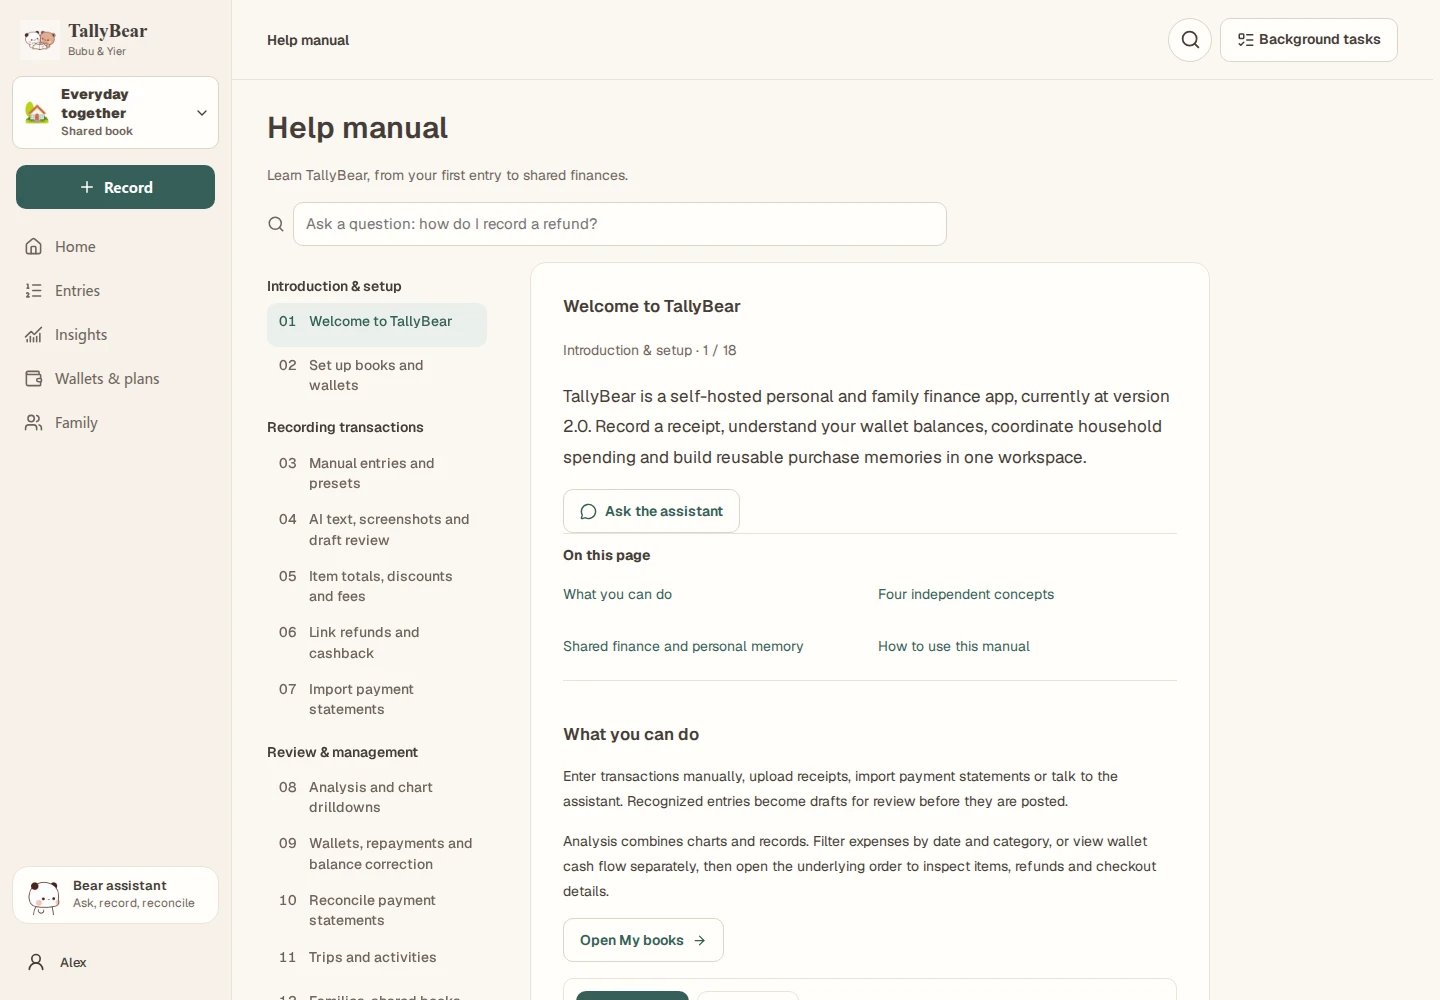 TallyBear
Bubu & Yier
Everyday
together
Shared book
Record
Home
Entries
Insights
Wallets & plans
Family
Bear assistant
Ask, record, reconcile
Alex
Help manual
Background tasks
Help manual
Learn TallyBear, from your first entry to shared finances.
Ask a question: how do I record a refund?
Introduction & setup
01 Welcome to TallyBear
02 Set up books and
wallets
Recording transactions
03 Manual entries and
presets
04 AI text, screenshots and
draft review
05 Item totals, discounts
and fees
06 Link refunds and
cashback
07 Import payment
statements
Review & management
08 Analysis and chart
drilldowns
09 Wallets, repayments and
balance correction
10 Reconcile payment
statements
11 Trips and activities
Welcome to TallyBear
Introduction & setup · 1 / 18
TallyBear is a self-hosted personal and family finance app, currently at version
2.0. Record a receipt, understand your wallet balances, coordinate household
spending and build reusable purchase memories in one workspace.
Ask the assistant
On this page
What you can do
Four independent concepts
Shared finance and personal memory
How to use this manual
What you can do
Enter transactions manually, upload receipts, import payment statements or talk to the
assistant. Recognized entries become drafts for review before they are posted.
Analysis combines charts and records. Filter expenses by date and category, or view wallet
cash flow separately, then open the underlying order to inspect items, refunds and checkout
details.
Open My books